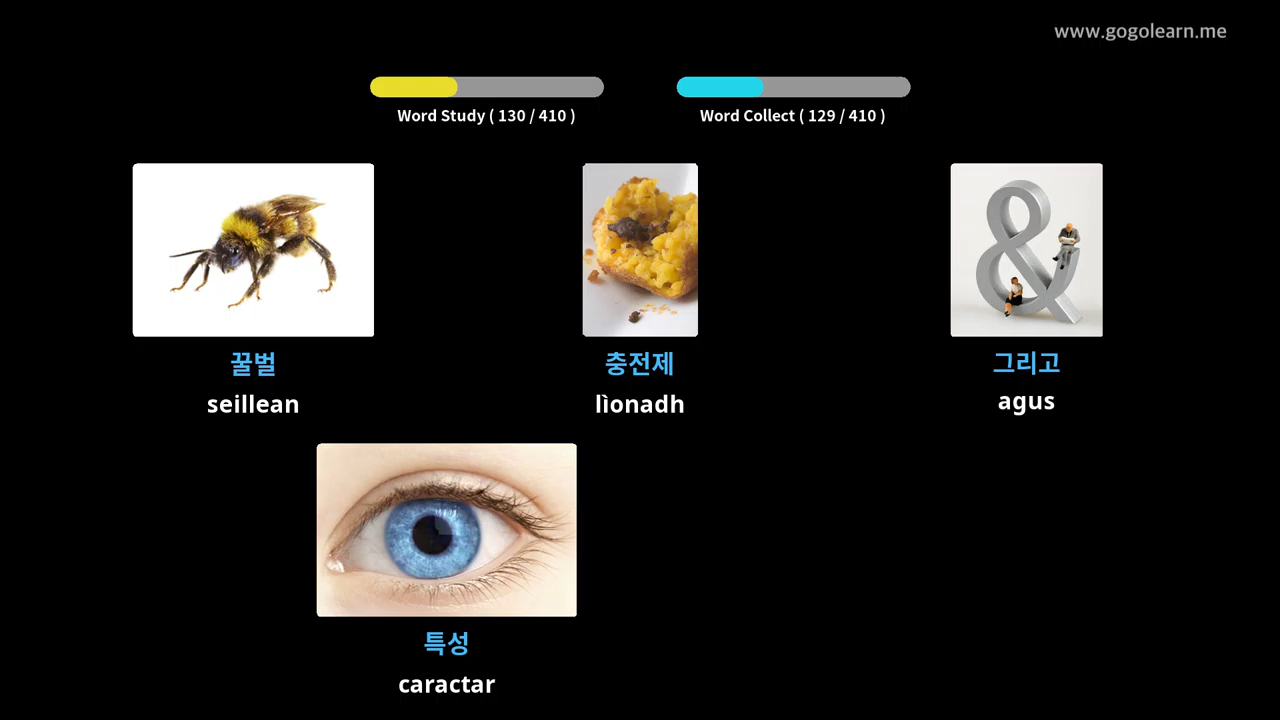 www.gogolearn.me
Word Study ( 130 / 410 )
Word Collect ( 129 / 410 )
꿀벌
seillean
충전제
lìonadh
그리고
agus
특성
caractar